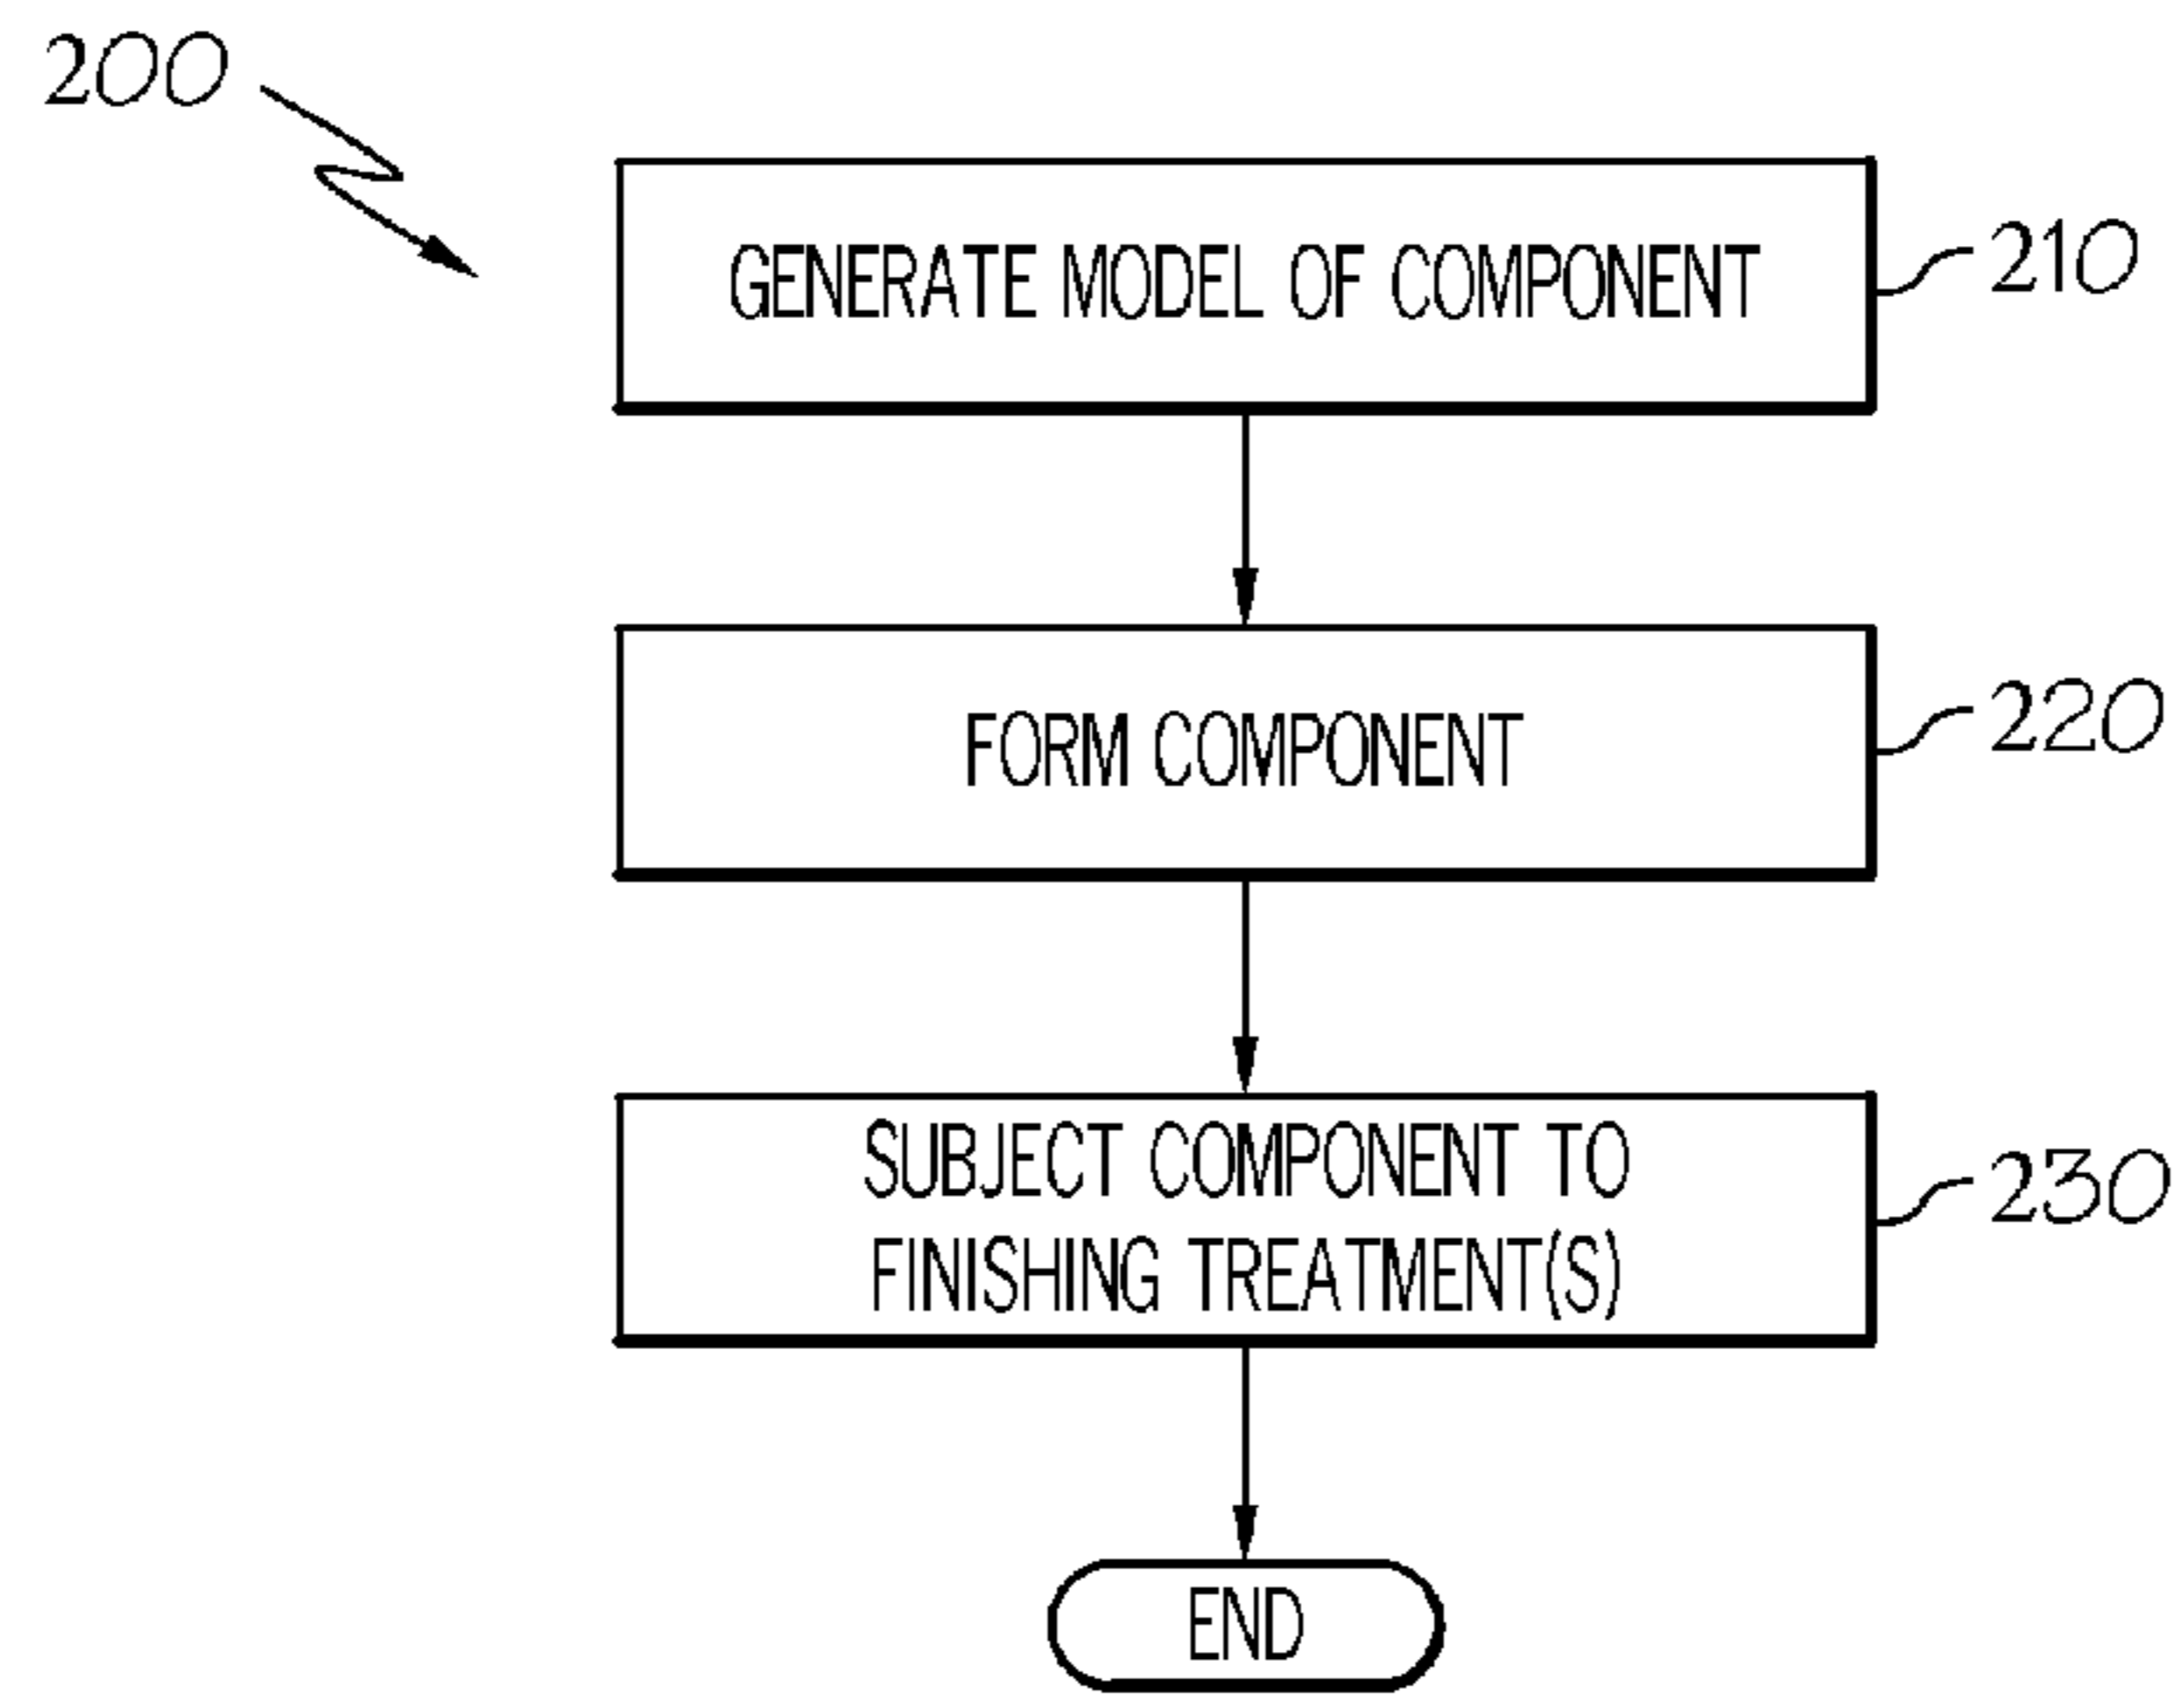 200
GENERATE MODEL OF COMPONENT
210
FORM COMPONENT
220
SUBJECT COMPONENT TO
FINISHING TREATMENT(S)
230
END